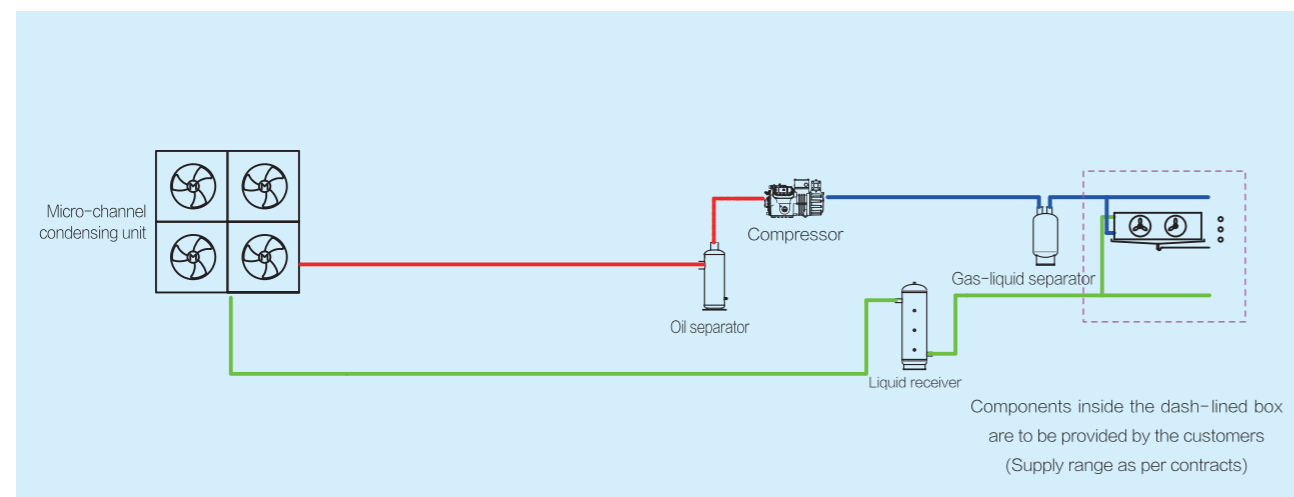 Micro-channel
condensing unit
M
M
M
M
Compressor
Oil separator
Gas-liquid separator
Liquid receiver
Components inside the dash-lined box
are to be provided by the customers
(Supply range as per contracts)